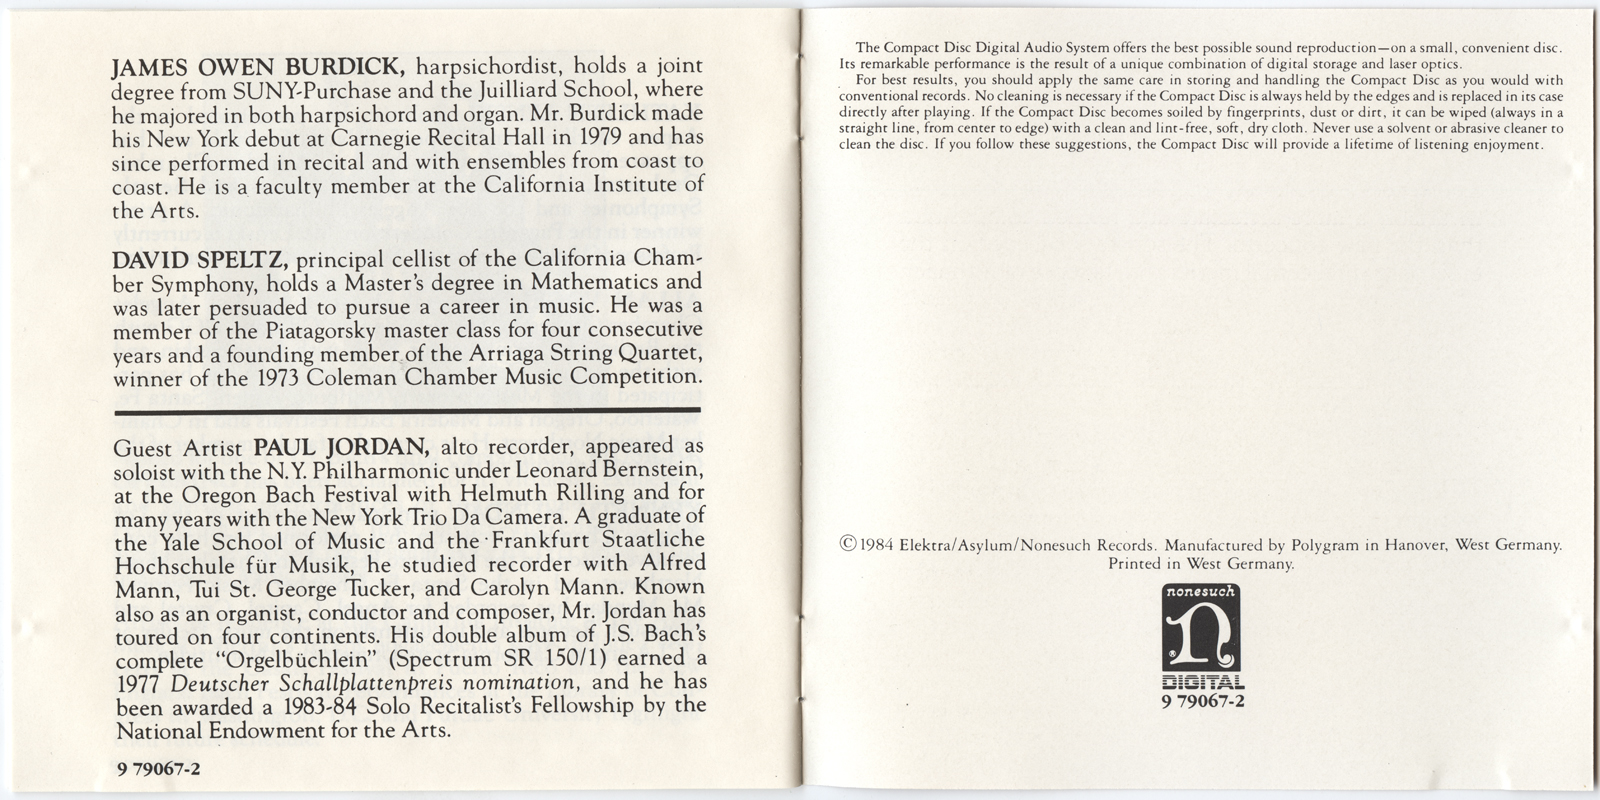 JAMES OWEN BURDICK, harpsichordist, holds a joint
degree from SUNY-Purchase and the Juilliard School, where
he majored in both harpsichord and organ. Mr. Burdick made
his New York debut at Carnegie Recital Hall in 1979 and has
since performed in recital and with ensembles from coast to
coast. He is a faculty member at the California Institute of
the Arts.
DAVID SPELTZ, principal cellist of the California Cham-
ber Symphony, holds a Master's degree in Mathematics and
was later persuaded to pursue a career in music. He was a
member of the Piatagorsky master class for four consecutive
years and a founding member of the Arriaga String Quartet,
winner of the 1973 Coleman Chamber Music Competition.
Guest Artist PAUL JORDAN, alto recorder, appeared as
soloist with the N.Y. Philharmonic under Leonard Bernstein,
at the Oregon Bach Festival with Helmuth Rilling and for
many years with the New York Trio Da Camera. A graduate of
the Yale School of Music and the Frankfurt Staatliche
Hochschule für Musik, he studied recorder with Alfred
Mann, Tui St. George Tucker, and Carolyn Mann. Known
also as an organist, conductor and composer, Mr. Jordan has
toured on four continents. His double album of J.S. Bach's
complete "Orgelbüchlein" (Spectrum SR 150/1) earned a
1977 Deutscher Schallplattenpreis nomination, and he has
been awarded a 1983-84 Solo Recitalist's Fellowship by the
National Endowment for the Arts.
9 79067-2
The Compact Disc Digital Audio System offers the best possible sound reproduction—on a small, convenient disc.
Its remarkable performance is the result of a unique combination of digital storage and laser optics.
For best results, you should apply the same care in storing and handling the Compact Disc as you would with
conventional records. No cleaning is necessary if the Compact Disc is always held by the edges and is replaced in its case
directly after playing. If the Compact Disc becomes soiled by fingerprints, dust or dirt, it can be wiped (always in a
straight line, from center to edge) with a clean and lint-free, soft, dry cloth. Never use a solvent or abrasive cleaner to
clean the disc. If you follow these suggestions, the Compact Disc will provide a lifetime of listening enjoyment.
©1984 Elektra/Asylum/Nonesuch Records. Manufactured by Polygram in Hanover, West Germany.
Printed in West Germany.
nonesuch
n
®
DIGITAL
9 79067-2